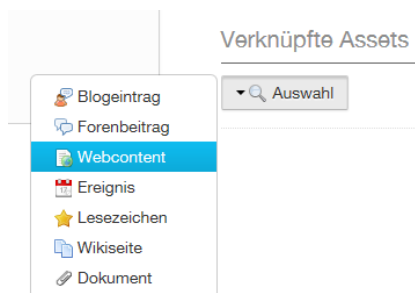 Verknüpfte Assets
Auswahl
Blogeintrag
Forenbeitrag
Webcontent
Ereignis
Lesezeichen
Wikiseite
Dokument